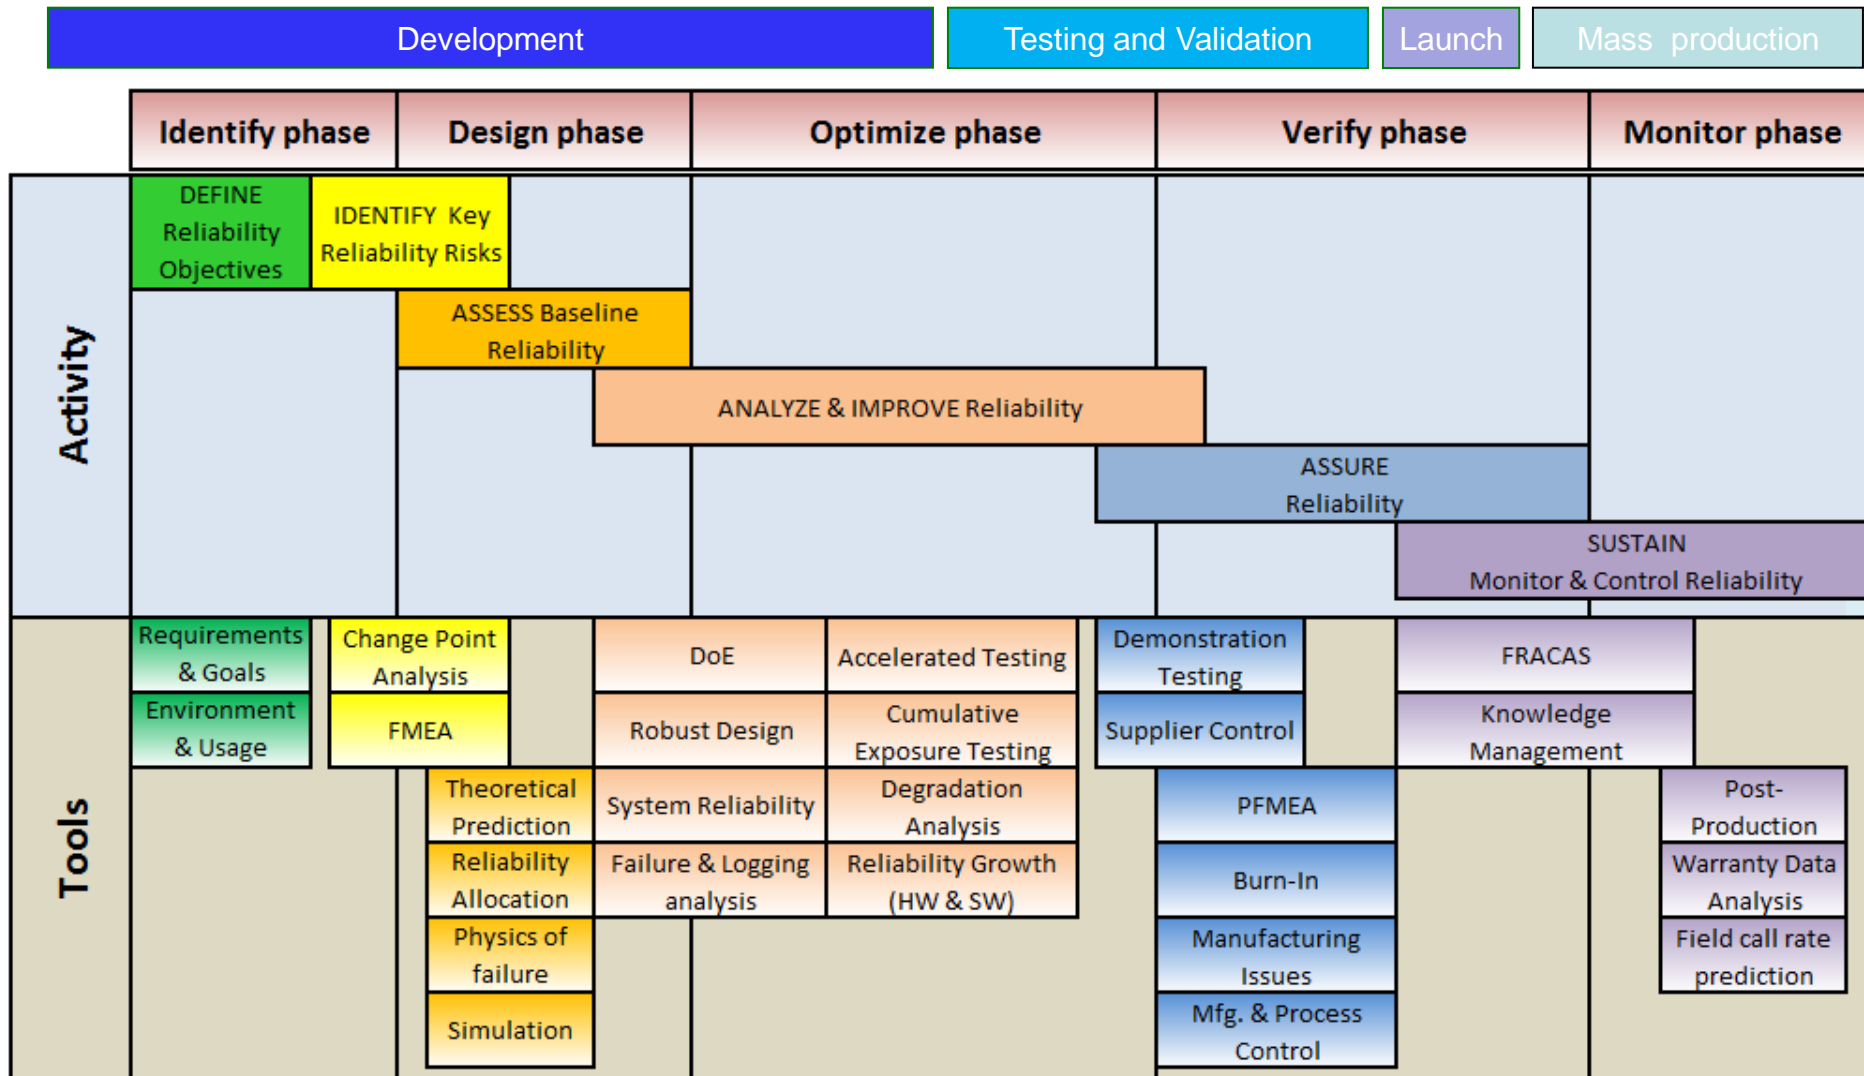 Development
Testing and Validation
Launch
Mass production
Identify phase
Design phase
Optimize phase
Verify phase
Monitor phase
Activity
DEFINE
Reliability
Objectives
IDENTIFY Key
Reliability Risks
ASSESS Baseline
Reliability
ANALYZE & IMPROVE Reliability
ASSURE
Reliability
SUSTAIN
Monitor & Control Reliability
Tools
Requirements
& Goals
Environment
& Usage
Change Point
Analysis
FMEA
Theoretical
Prediction
Reliability
Allocation
Physics of
failure
Simulation
DoE
Robust Design
System Reliability
Failure & Logging
analysis
Accelerated Testing
Cumulative
Exposure Testing
Degradation
Analysis
Reliability Growth
(HW & SW)
Demonstration
Testing
Supplier Control
PFMEA
Burn-In
Manufacturing
Issues
Mfg. & Process
Control
FRACAS
Knowledge
Management
Post-
Production
Warranty Data
Analysis
Field call rate
prediction